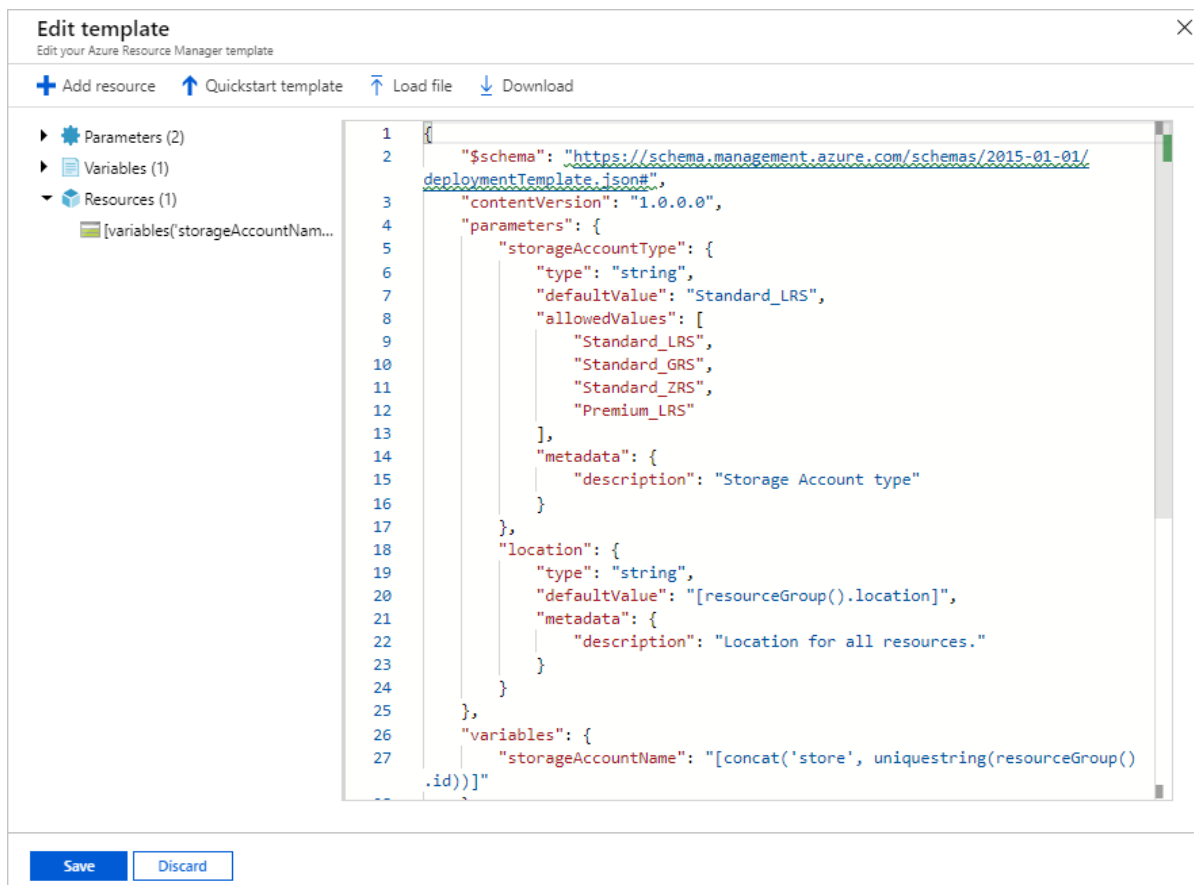 Edit template
Edit your Azure Resource Manager template
Add resource Quickstart template Load file Download
Parameters (2)
Variables (1)
Resources (1)
[variables('storageAccountNam...
1 {
2 "$schema": "https://schema.management.azure.com/schemas/2015-01-01/
deploymentTemplate.json#",
3 "contentVersion": "1.0.0.0",
4 "parameters": {
5 "storageAccountType": {
6 "type": "string",
7 "defaultValue": "Standard_LRS",
8 "allowedValues": [
9 "Standard_LRS",
10 "Standard_GRS",
11 "Standard_ZRS",
12 "Premium_LRS"
13 ],
14 "metadata": {
15 "description": "Storage Account type"
16 }
17 },
18 "location": {
19 "type": "string",
20 "defaultValue": "[resourceGroup().location]",
21 "metadata": {
22 "description": "Location for all resources."
23 }
24 }
25 },
26 "variables": {
27 "storageAccountName": "[concat('store', uniquestring(resourceGroup()
.id))]"
Save Discard